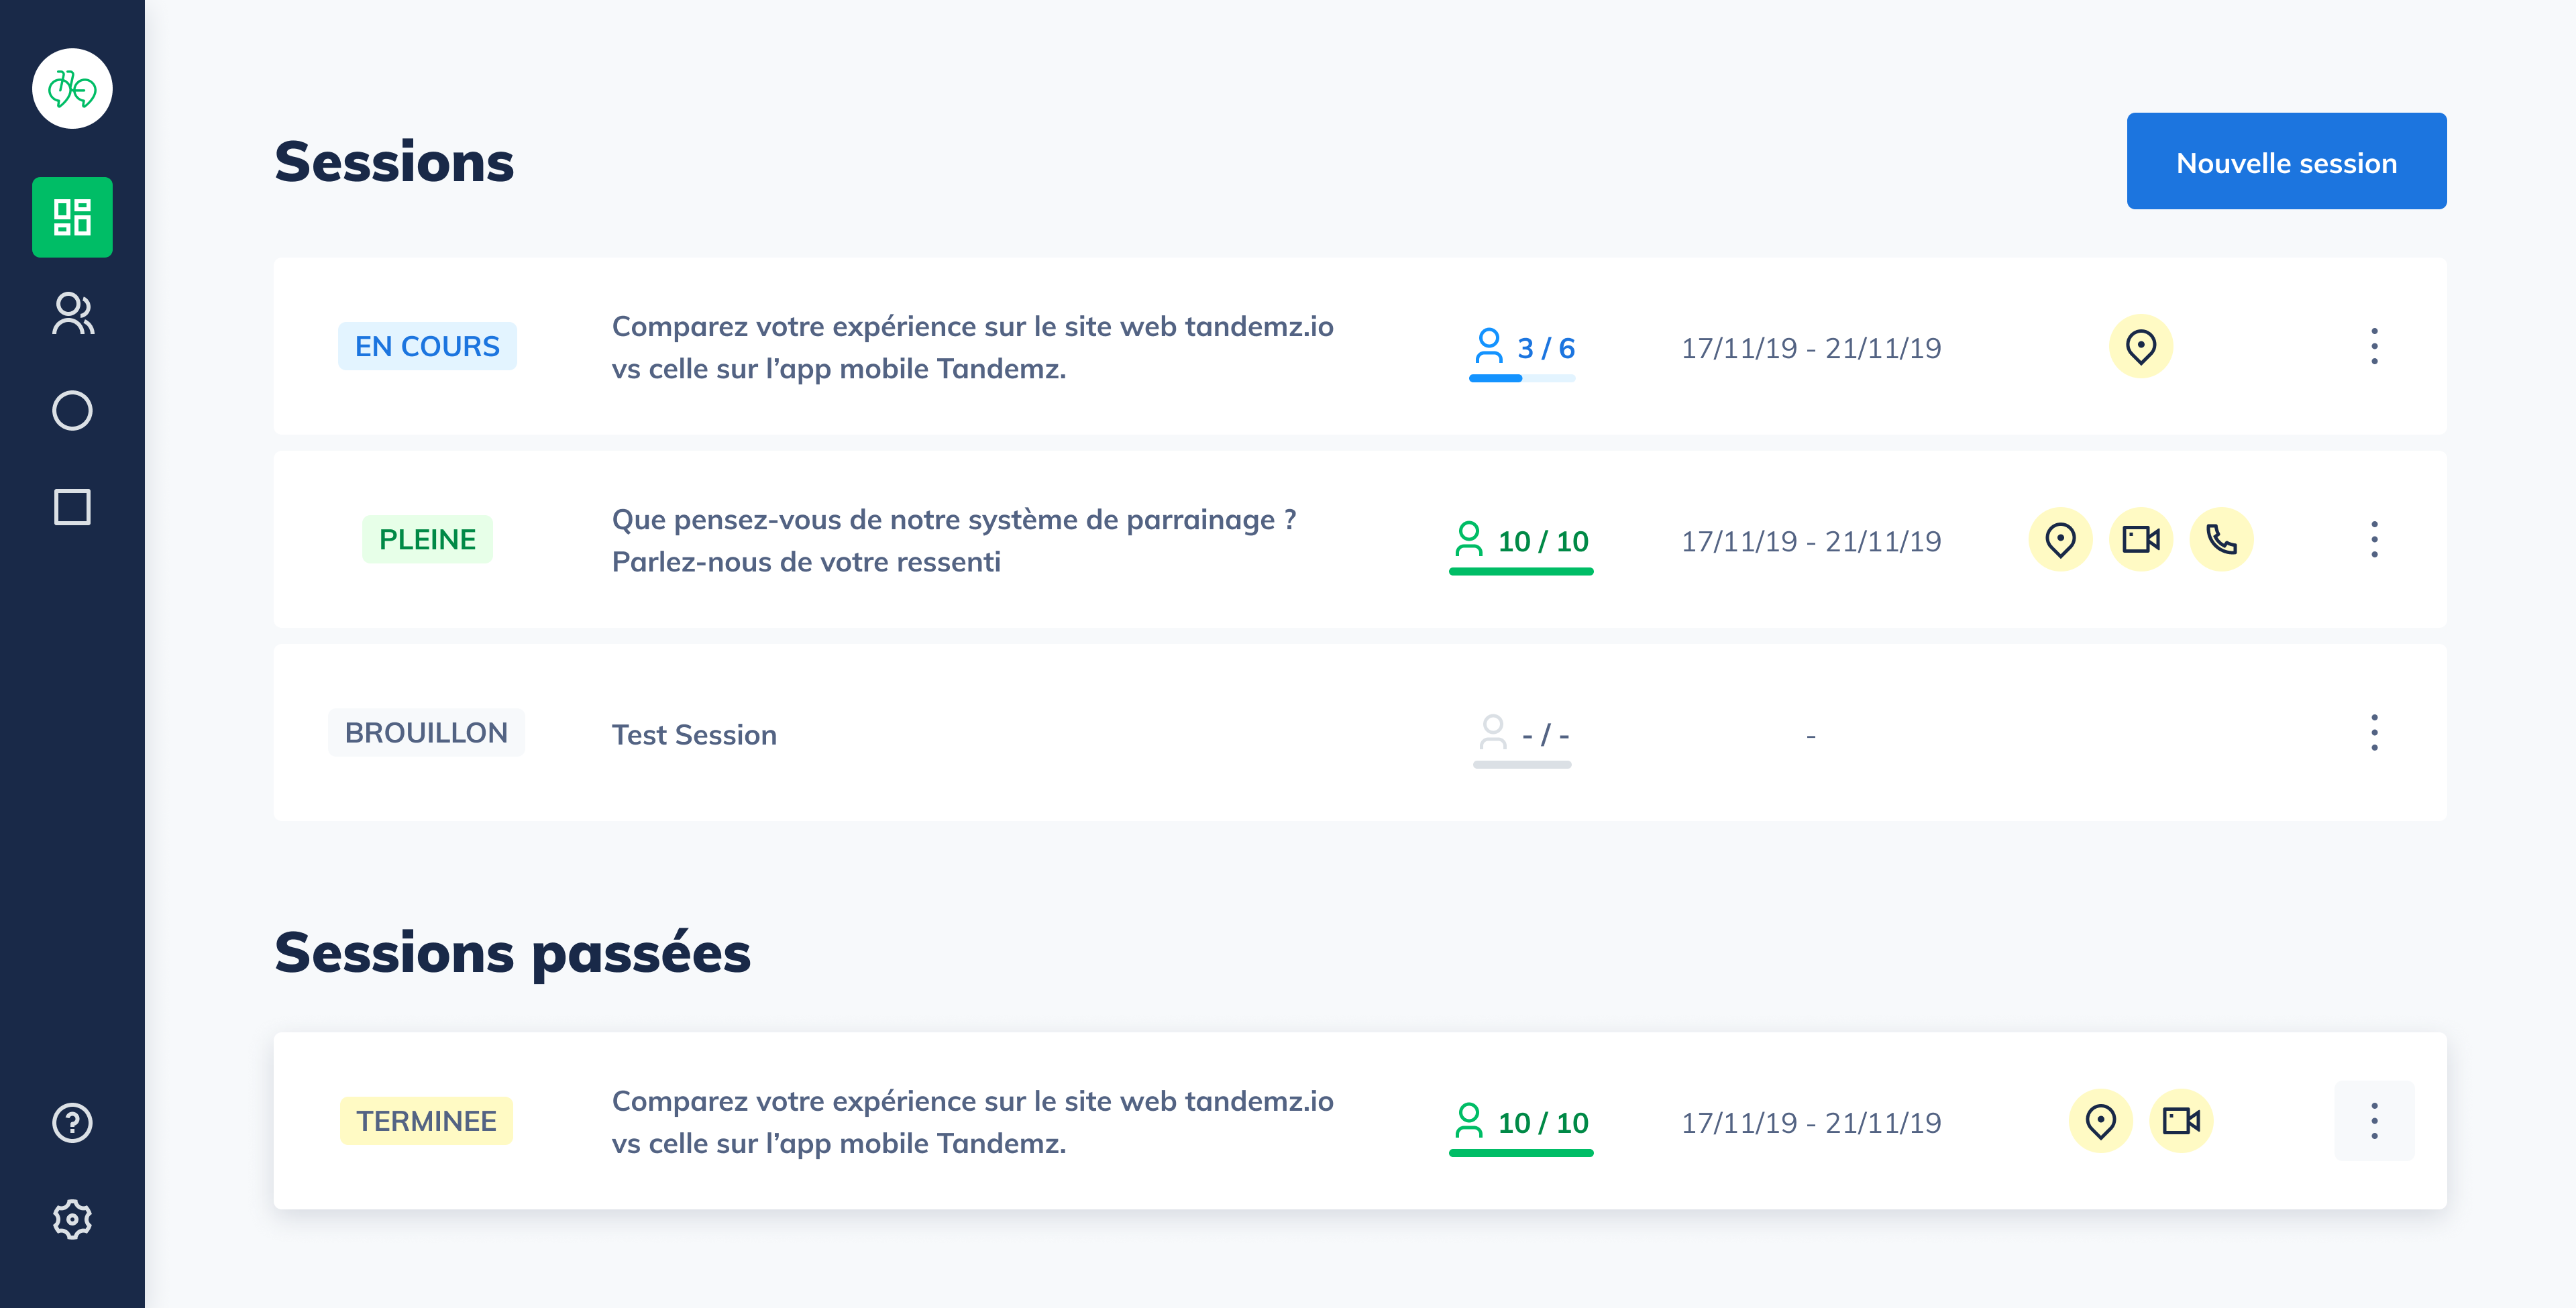 Sessions
Nouvelle session
EN COURS
Comparez votre expérience sur le site web tandemz.io
vs celle sur l’app mobile Tandemz.
3 / 6
17/11/19 - 21/11/19
PLEINE
Que pensez-vous de notre système de parrainage ?
Parlez-nous de votre ressenti
10 / 10
17/11/19 - 21/11/19
BROUILLON
Test Session
- / -
-
Sessions passées
TERMINEE
Comparez votre expérience sur le site web tandemz.io
vs celle sur l’app mobile Tandemz.
10 / 10
17/11/19 - 21/11/19